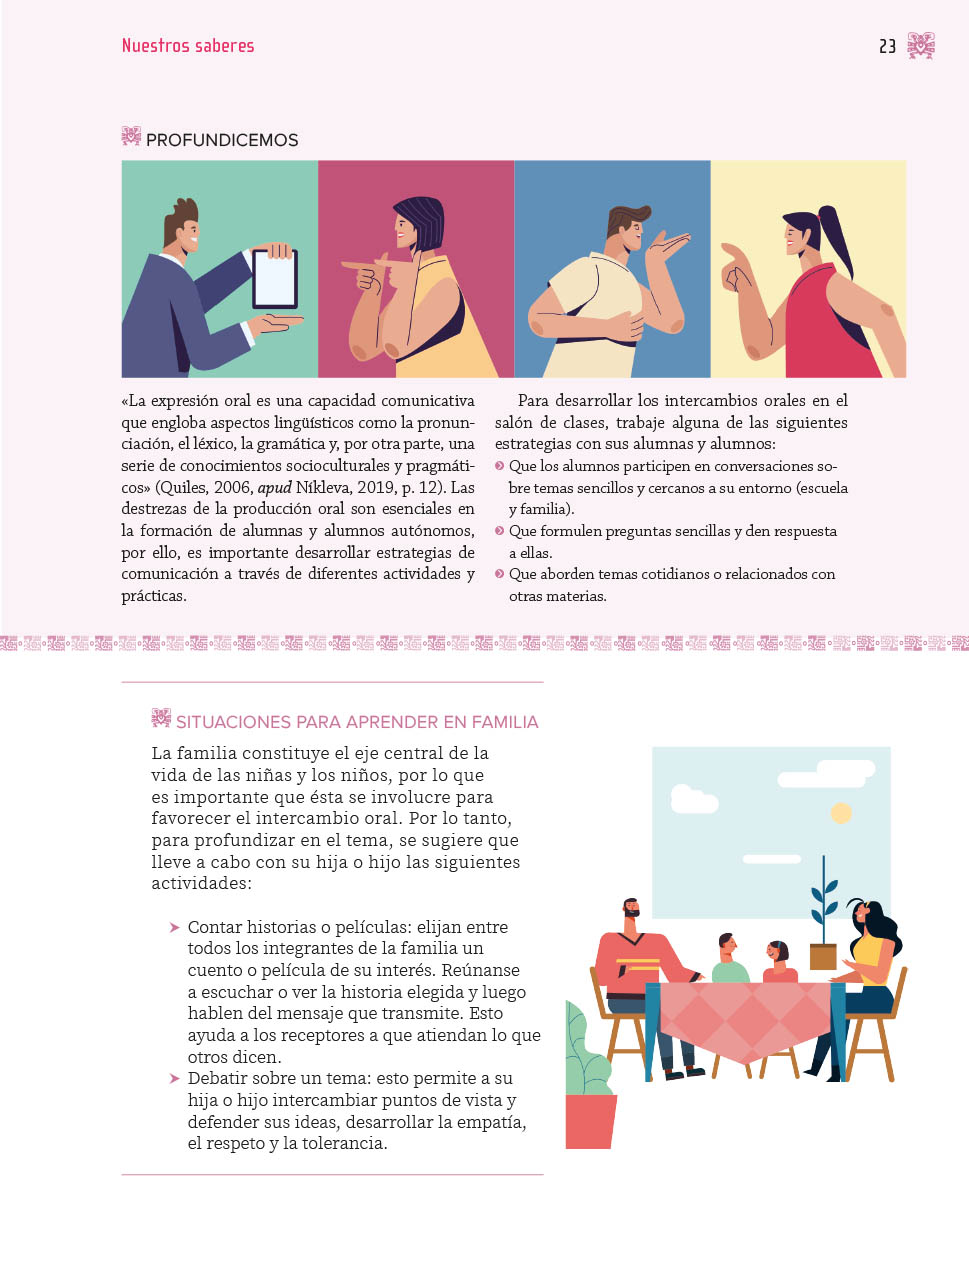 Nuestros saberes
23
PROFUNDICEMOS
«La expresión oral es una capacidad comunicativa
que engloba aspectos lingüísticos como la pronun-
ciación, el léxico, la gramática y, por otra parte, una
serie de conocimientos socioculturales y pragmáti-
cos» (Quiles, 2006, apud Nikleva, 2019, p. 12). Las
destrezas de la producción oral son esenciales en
la formación de alumnas y alumnos autónomos,
por ello, es importante desarrollar estrategias de
comunicación a través de diferentes actividades y
prácticas.
Para desarrollar los intercambios orales en el
salón de clases, trabaje alguna de las siguientes
estrategias con sus alumnas y alumnos:
Que los alumnos participen en conversaciones so-
bre temas sencillos y cercanos a su entorno (escuela
y familia).
Que formulen preguntas sencillas y den respuesta
a ellas.
Que aborden temas cotidianos o relacionados con
otras materias.
SITUACIONES PARA APRENDER EN FAMILIA
La familia constituye el eje central de la
vida de las niñas y los niños, por lo que
es importante que ésta se involucre para
favorecer el intercambio oral. Por lo tanto,
para profundizar en el tema, se sugiere que
lleve a cabo con su hija o hijo las siguientes
actividades:
➤ Contar historias o películas: elijan entre
todos los integrantes de la familia un
cuento o película de su interés. Reúnanse
a escuchar o ver la historia elegida y luego
hablen del mensaje que transmite. Esto
ayuda a los receptores a que atiendan lo que
otros dicen.
➤ Debatir sobre un tema: esto permite a su
hija o hijo intercambiar puntos de vista y
defender sus ideas, desarrollar la empatía,
el respeto y la tolerancia.